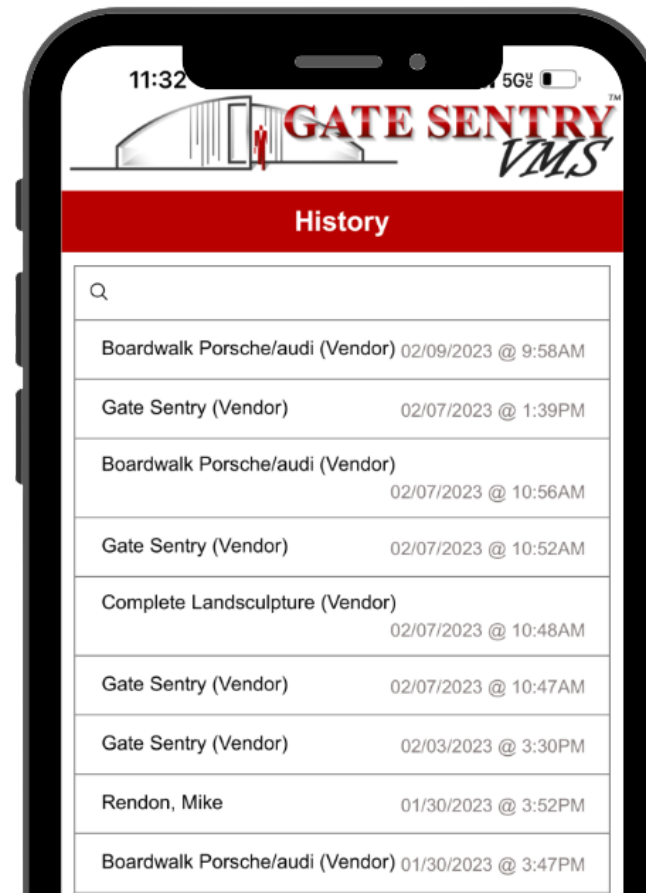 11:32 5G
GATE SENTRY™
VMS
History
Boardwalk Porsche/audi (Vendor) 02/09/2023 @ 9:58AM
Gate Sentry (Vendor) 02/07/2023 @ 1:39PM
Boardwalk Porsche/audi (Vendor)
02/07/2023 @ 10:56AM
Gate Sentry (Vendor) 02/07/2023 @ 10:52AM
Complete Landsculpture (Vendor)
02/07/2023 @ 10:48AM
Gate Sentry (Vendor) 02/07/2023 @ 10:47AM
Gate Sentry (Vendor) 02/03/2023 @ 3:30PM
Rendon, Mike 01/30/2023 @ 3:52PM
Boardwalk Porsche/audi (Vendor) 01/30/2023 @ 3:47PM